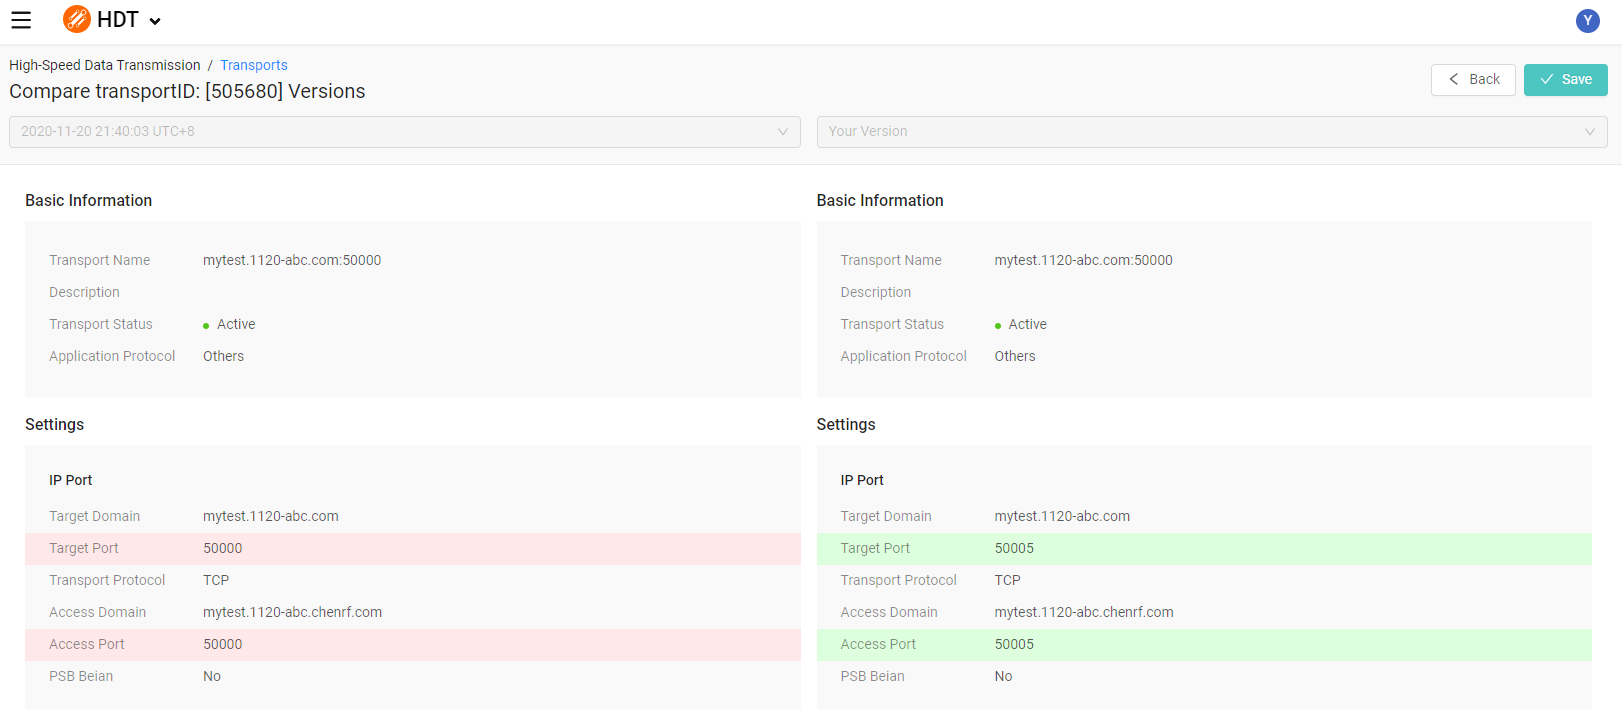 HDT
Y
High-Speed Data Transmission / Transports
Compare transportID: [505680] Versions
Back
Save
2020-11-20 21:40:03 UTC+8
Your Version
Basic Information
Transport Name mytest.1120-abc.com:50000
Description
Transport Status Active
Application Protocol Others
Settings
IP Port
Target Domain mytest.1120-abc.com
Target Port 50000
Transport Protocol TCP
Access Domain mytest.1120-abc.chenrf.com
Access Port 50000
PSB Beian No
Basic Information
Transport Name mytest.1120-abc.com:50000
Description
Transport Status Active
Application Protocol Others
Settings
IP Port
Target Domain mytest.1120-abc.com
Target Port 50005
Transport Protocol TCP
Access Domain mytest.1120-abc.chenrf.com
Access Port 50005
PSB Beian No